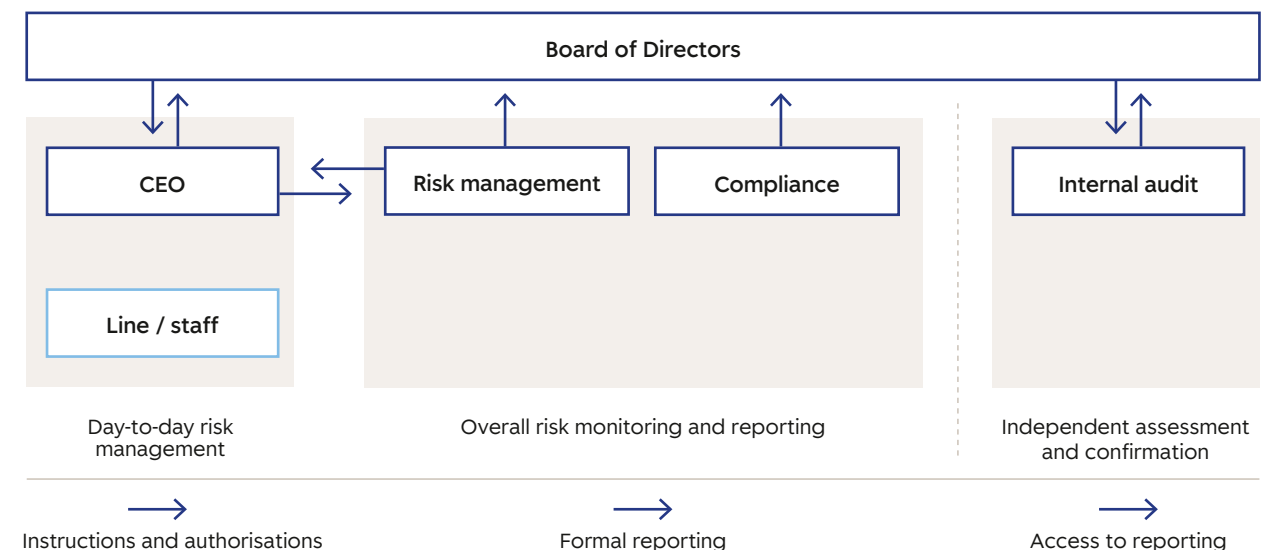 Board of Directors
CEO
Risk management
Compliance
Internal audit
Line / staff
Day-to-day risk
management
Overall risk monitoring and reporting
Independent assessment
and confirmation
Instructions and authorisations
Formal reporting
Access to reporting